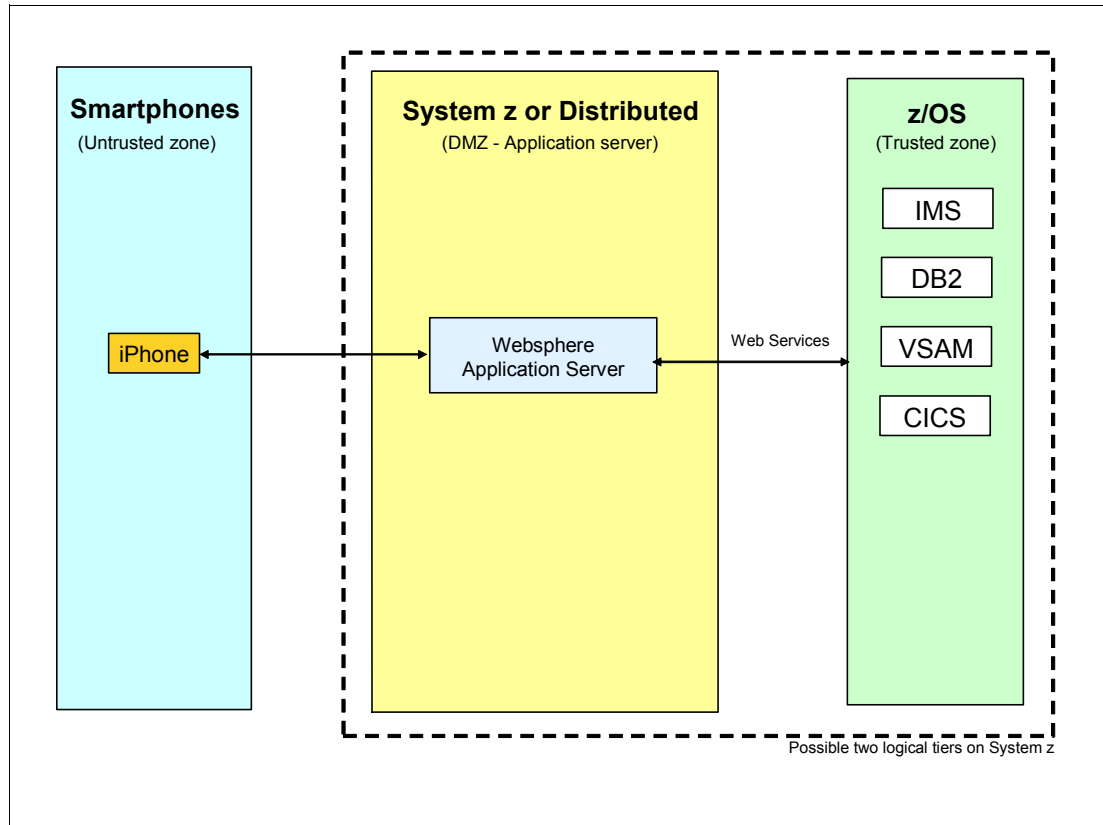 Smartphones
(Untrusted zone)
iPhone
System z or Distributed
(DMZ - Application server)
Websphere
Application Server
Web Services
z/OS
(Trusted zone)
IMS
DB2
VSAM
CICS
Possible two logical tiers on System z